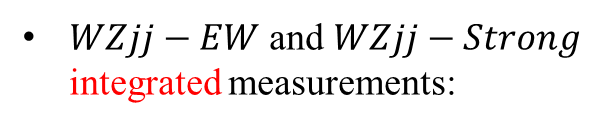 • WZjj − EW and WZjj − Strong
integrated measurements: